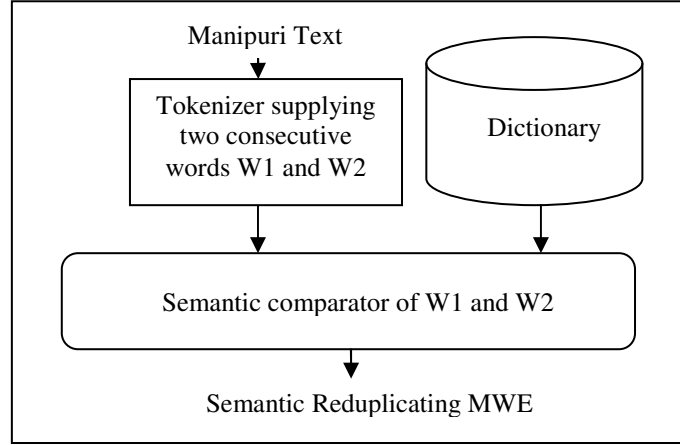 Manipuri Text
Tokenizer supplying
two consecutive
words W1 and W2
Dictionary
Semantic comparator of W1 and W2
Semantic Reduplicating MWE